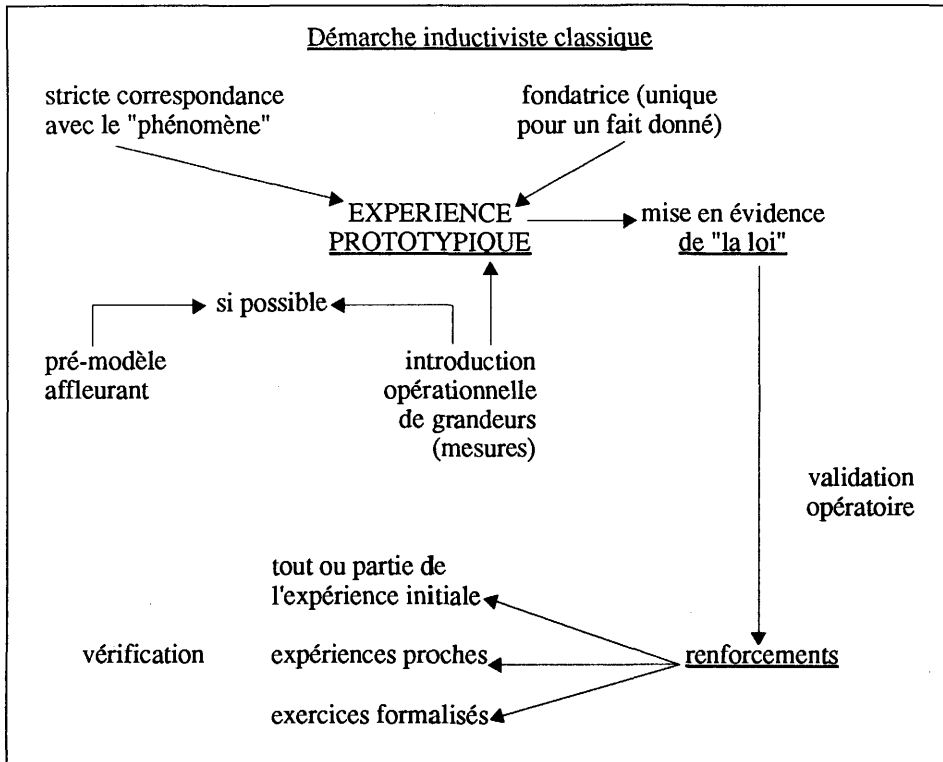 Démarche inductiviste classique
stricte correspondance
avec le "phénomène"
fondatrice (unique
pour un fait donné)
EXPERIENCE
PROTOTYPIQUE
mise en évidence
de "la loi"
si possible
pré-modèle
affleurant
introduction
opérationnelle
de grandeurs
(mesures)
validation
opératoire
tout ou partie de
l'expérience initiale
vérification
expériences proches
renforcements
exercices formalisés